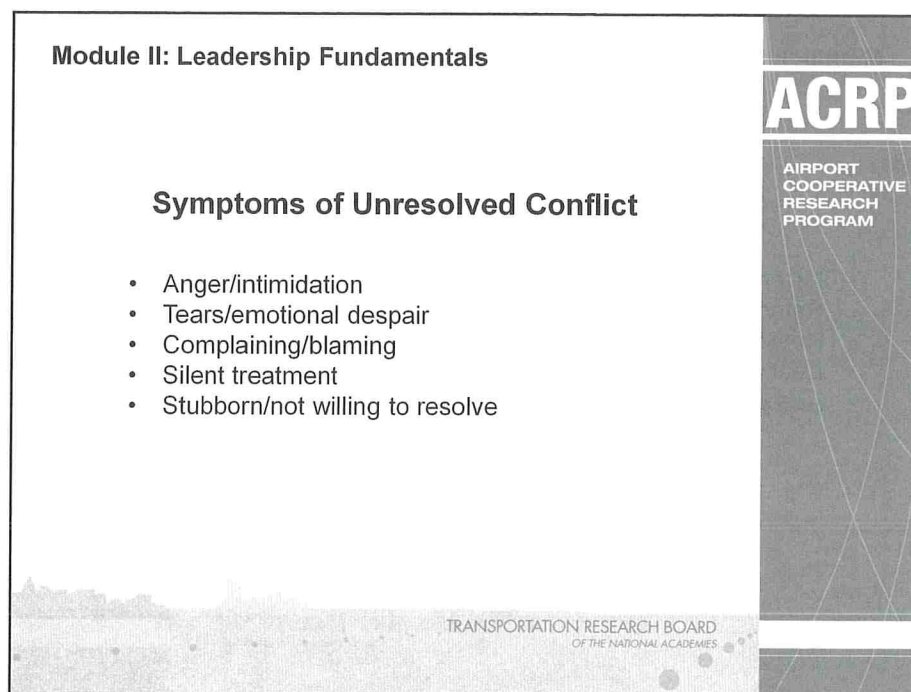 Module II: Leadership Fundamentals
ACRP
AIRPORT
COOPERATIVE
RESEARCH
PROGRAM
Symptoms of Unresolved Conflict
• Anger/intimidation
• Tears/emotional despair
• Complaining/blaming
• Silent treatment
• Stubborn/not willing to resolve
TRANSPORTATION RESEARCH BOARD
OF THE NATIONAL ACADEMIES